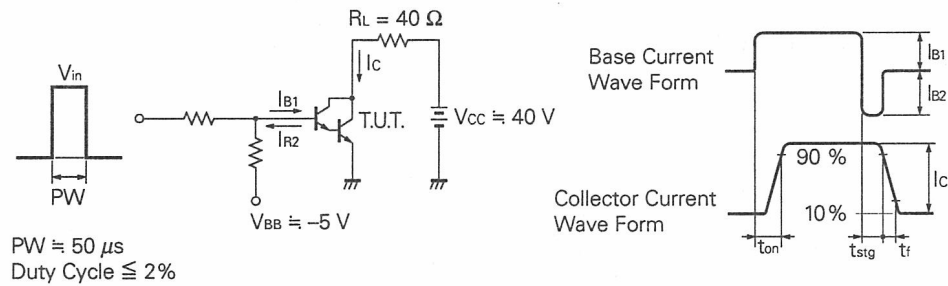 RL = 40 Ω
IC
Vin
IB1
IR2
T.U.T.
VCC ≒ 40 V
PW
VBB ≒ –5 V
PW ≒ 50 μs
Duty Cycle ≦ 2%
Base Current
Wave Form
IB1
IB2
Collector Current
Wave Form
90 %
10 %
IC
ton
tstg
tf